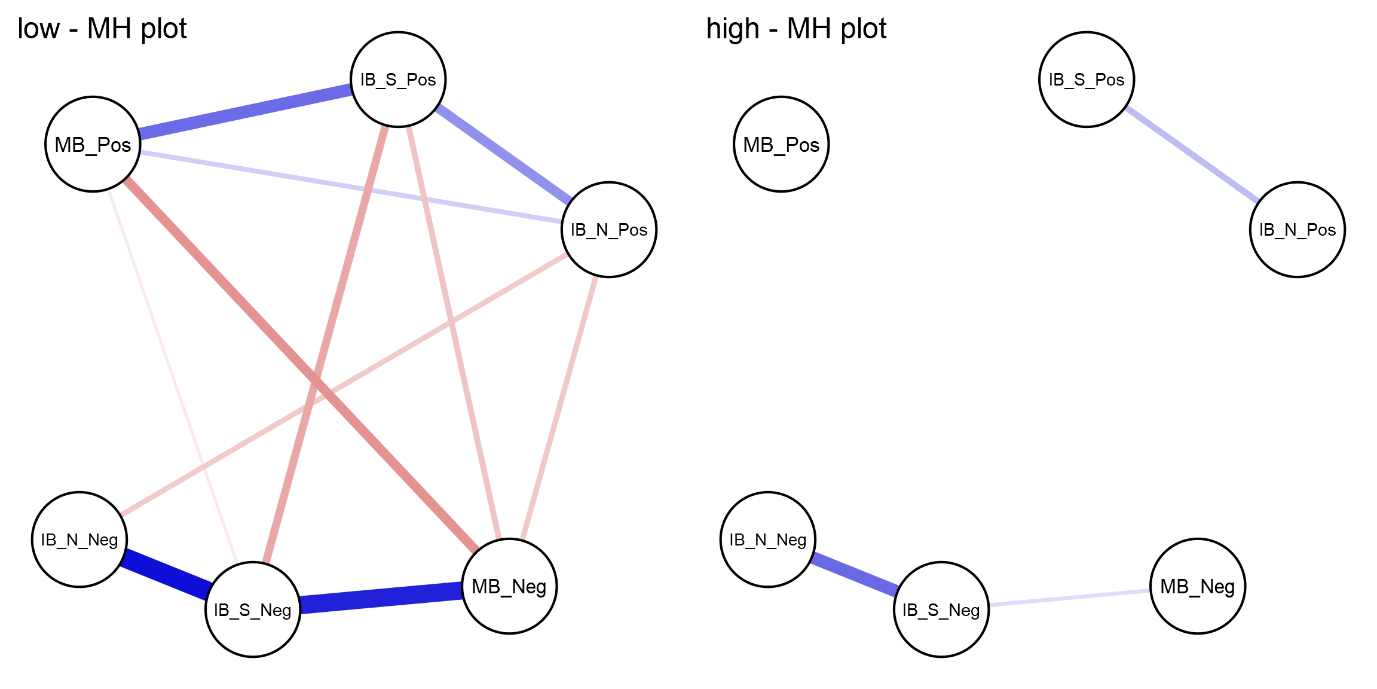 low - MH plot
IB_S_Pos
MB_Pos
IB_N_Pos
IB_N_Neg
IB_S_Neg
MB_Neg
high - MH plot
IB_S_Pos
MB_Pos
IB_N_Pos
IB_N_Neg
IB_S_Neg
MB_Neg